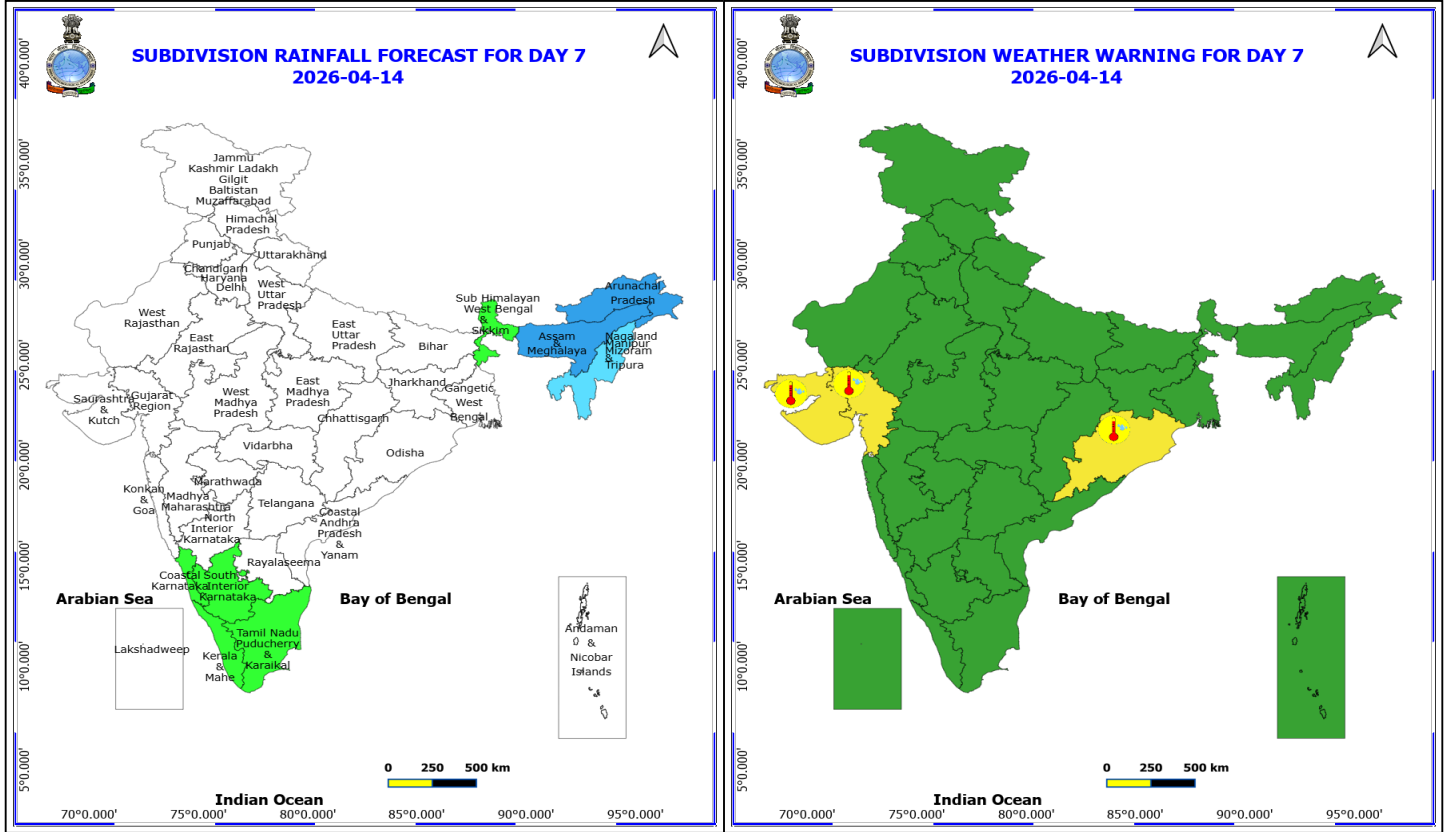 SUBDIVISION RAINFALL FORECAST FOR DAY 7
2026-04-14
40°0.000'
35°0.000'
30°0.000'
25°0.000'
20°0.000'
15°0.000'
10°0.000'
5°0.000'
Jammu
Kashmir Ladakh
Gilgit
Baltistan
Muzaffarabad
Himachal
Pradesh
Punjab
Uttarakhand
Chandigarh
Haryana
Delhi
West
Uttar
Pradesh
Arunachal
Pradesh
Sub Himalayan
West Bengal
&
Sikkim
West
Rajasthan
East
Rajasthan
East
Uttar
Pradesh
Bihar
Assam
&
Meghalaya
Nagaland
Manipur
Mizoram
&
Tripura
Saurashtra
&
Kutch
Gujarat
Region
West
Madhya
Pradesh
East
Madhya
Pradesh
Jharkhand
Gangetic
West
Bengal
Chhattisgarh
Vidarbha
Odisha
Konkan
&
Goa
Madhya
Maharashtra
Marathwada
Telangana
North
Interior
Karnataka
Coastal
Andhra
Pradesh
&
Yanam
Rayalaseema
Coastal
Karnataka
South
Interior
Karnataka
Arabian Sea
Bay of Bengal
Lakshadweep
Kerala
&
Mahe
Tamil Nadu
Puducherry
&
Karaikal
Andaman
&
Nicobar
Islands
0 250 500 km
Indian Ocean
70°0.000' 75°0.000' 80°0.000' 85°0.000' 90°0.000' 95°0.000'
SUBDIVISION WEATHER WARNING FOR DAY 7
2026-04-14
40°0.000'
35°0.000'
30°0.000'
25°0.000'
20°0.000'
15°0.000'
10°0.000'
5°0.000'
Arabian Sea
Bay of Bengal
0 250 500 km
Indian Ocean
70°0.000' 75°0.000' 80°0.000' 85°0.000' 90°0.000' 95°0.000'